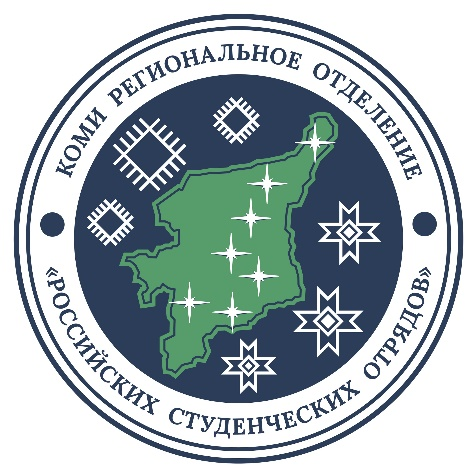 КОМИ РЕГИОНАЛЬНОЕ ОТДЕЛЕНИЕ
«РОССИЙСКИХ СТУДЕНЧЕСКИХ ОТРЯДОВ»